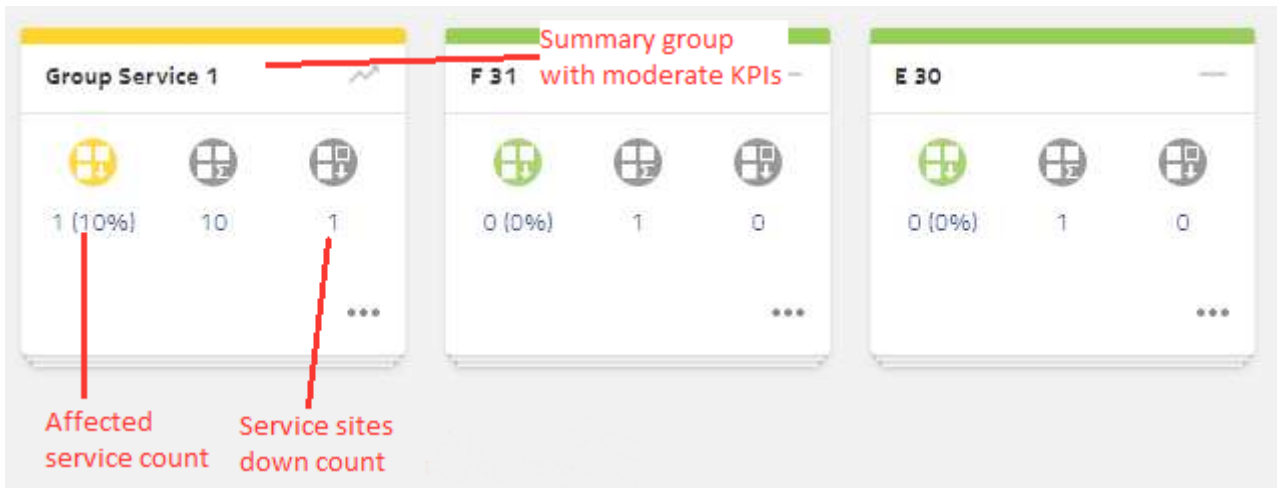 Summary group
with moderate KPIs
Group Service 1
F 31
E 30
1 (10%) 10 1
0 (0%) 1 0
0 (0%) 1 0
Affected
service count
Service sites
down count